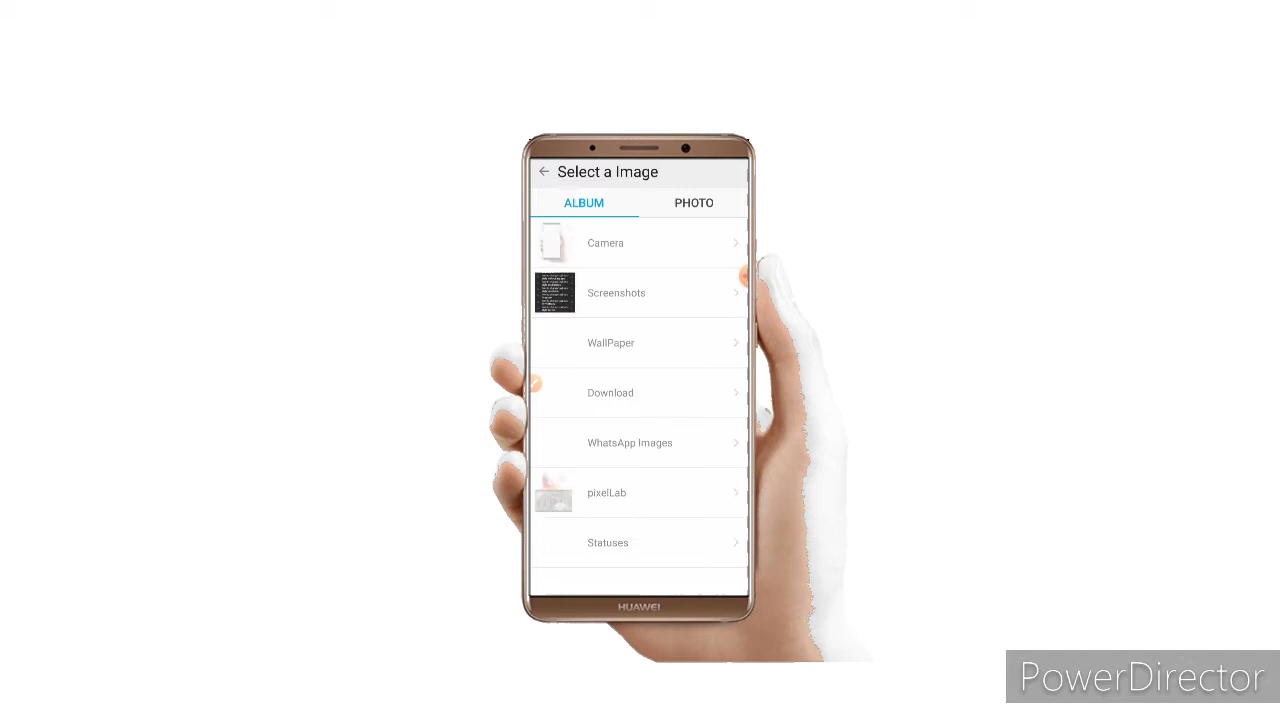 Select a Image
ALBUM
PHOTO
Camera
Screenshots
WallPaper
Download
WhatsApp Images
pixelLab
Statuses
HUAWEI
PowerDirector